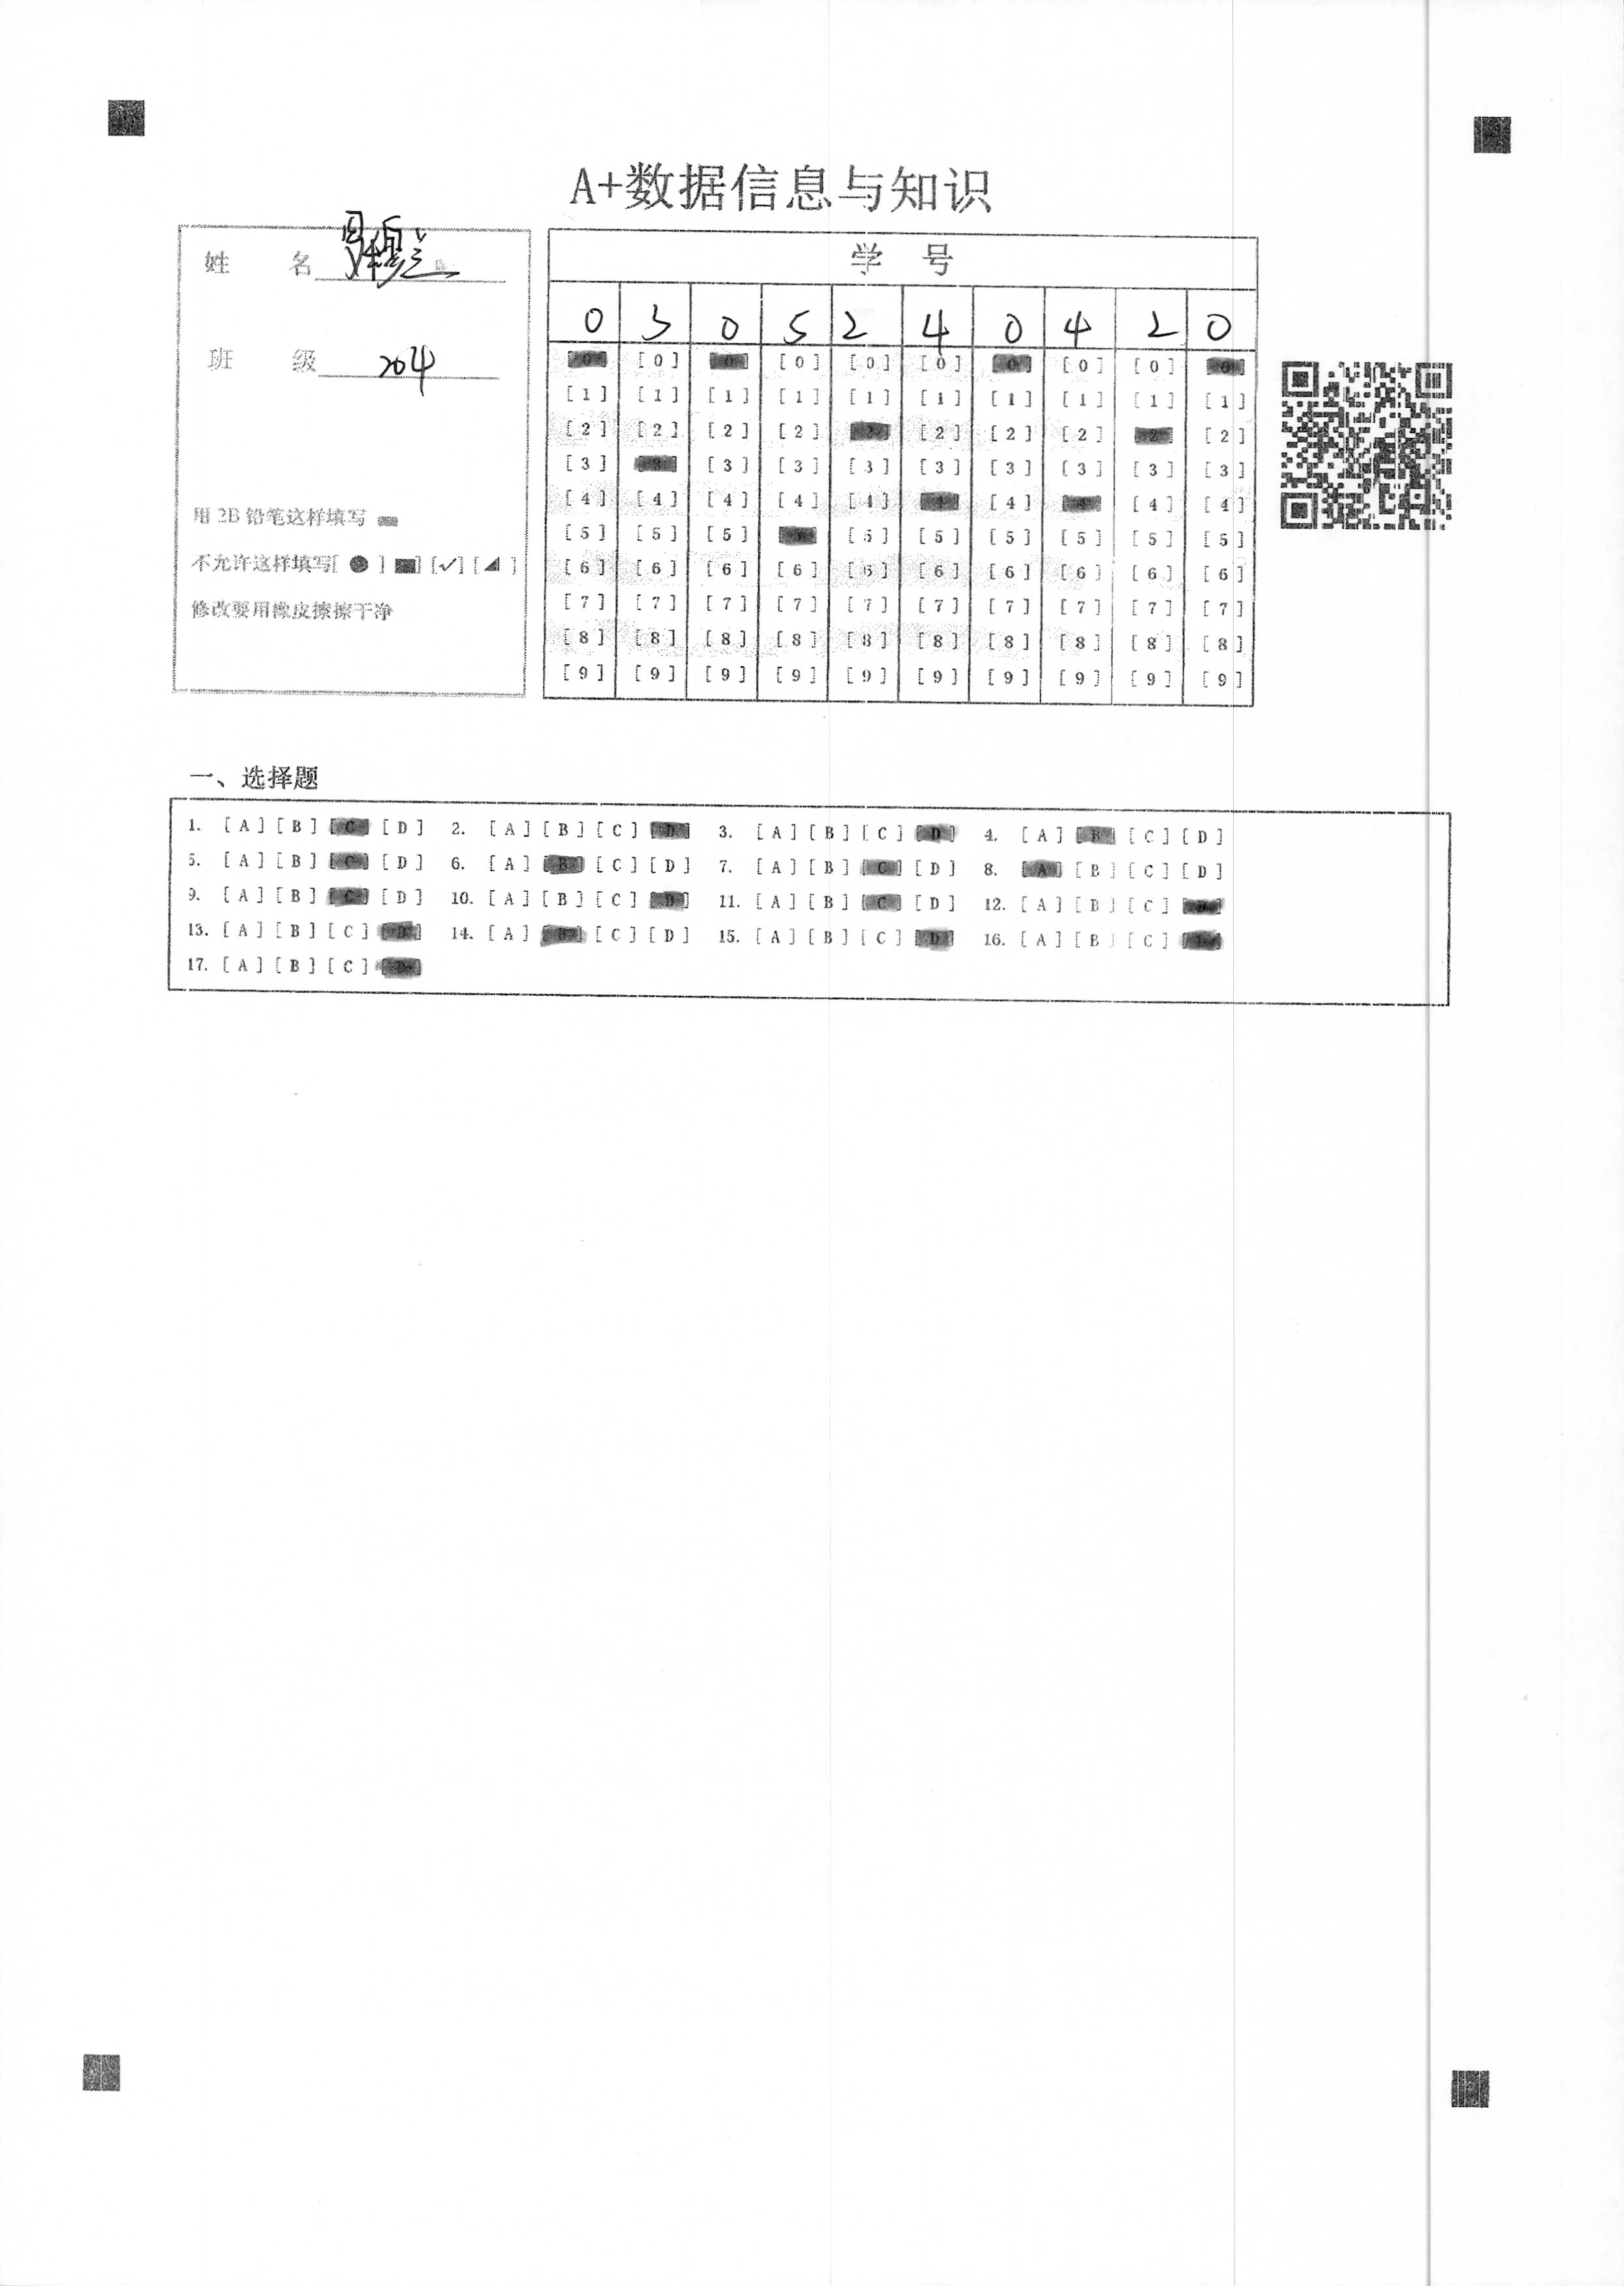 A+数据信息与知识
姓 名
班 级 204
用 2B 铅笔这样填写
不允许这样填写[ ● ] [■] [✓] [◢ ]
修改要用橡皮擦擦干净
学 号
0 3 0 5 2 4 0 4 2 0
[0] [0] [0] [0] [0] [0] [0] [0] [0] [0]
[1] [1] [1] [1] [1] [1] [1] [1] [1] [1]
[2] [2] [2] [2] [2] [2] [2] [2] [2] [2]
[3] [3] [3] [3] [3] [3] [3] [3] [3] [3]
[4] [4] [4] [4] [4] [4] [4] [4] [4] [4]
[5] [5] [5] [5] [5] [5] [5] [5] [5] [5]
[6] [6] [6] [6] [6] [6] [6] [6] [6] [6]
[7] [7] [7] [7] [7] [7] [7] [7] [7] [7]
[8] [8] [8] [8] [8] [8] [8] [8] [8] [8]
[9] [9] [9] [9] [9] [9] [9] [9] [9] [9]
一、选择题
1. [A] [B] [C] [D] 2. [A] [B] [C] [D] 3. [A] [B] [C] [D] 4. [A] [B] [C] [D]
5. [A] [B] [C] [D] 6. [A] [B] [C] [D] 7. [A] [B] [C] [D] 8. [A] [B] [C] [D]
9. [A] [B] [C] [D] 10. [A] [B] [C] [D] 11. [A] [B] [C] [D] 12. [A] [B] [C] [D]
13. [A] [B] [C] [D] 14. [A] [B] [C] [D] 15. [A] [B] [C] [D] 16. [A] [B] [C] [D]
17. [A] [B] [C] [D]